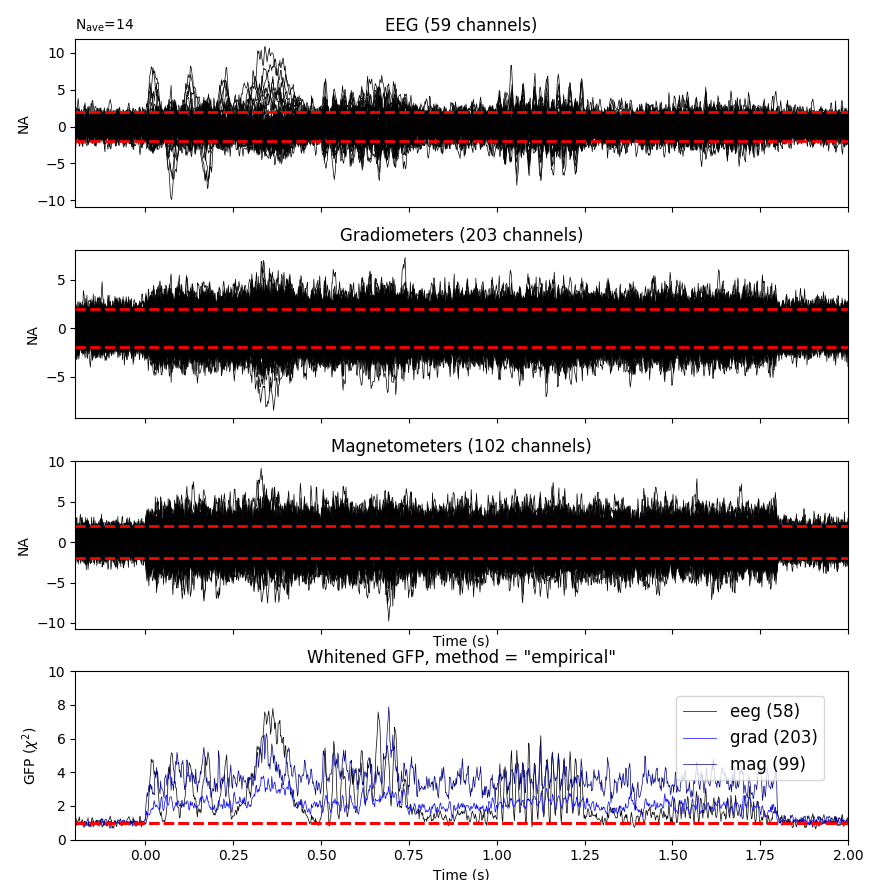 N_ave=14
EEG (59 channels)
10
5
0
−5
−10
NA
Gradiometers (203 channels)
5
0
−5
NA
Magnetometers (102 channels)
10
5
0
−5
−10
NA
Time (s)
Whitened GFP, method = "empirical"
10
8
6
4
2
0
GFP (χ²)
eeg (58)
grad (203)
mag (99)
0.00 0.25 0.50 0.75 1.00 1.25 1.50 1.75 2.00
Time (s)